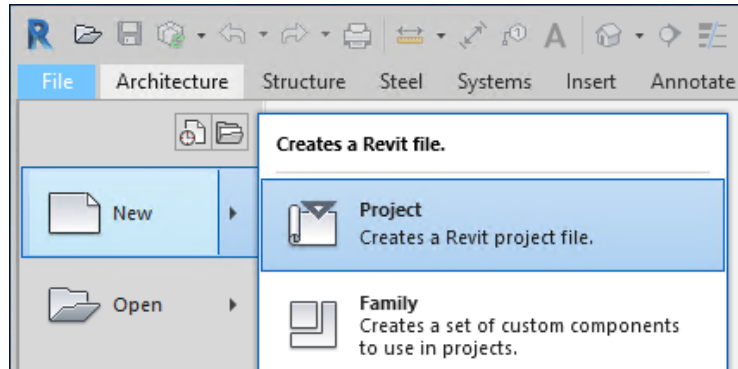 R A
File Architecture Structure Steel Systems Insert Annotate
Creates a Revit file.
New
Project
Creates a Revit project file.
Open
Family
Creates a set of custom components
to use in projects.